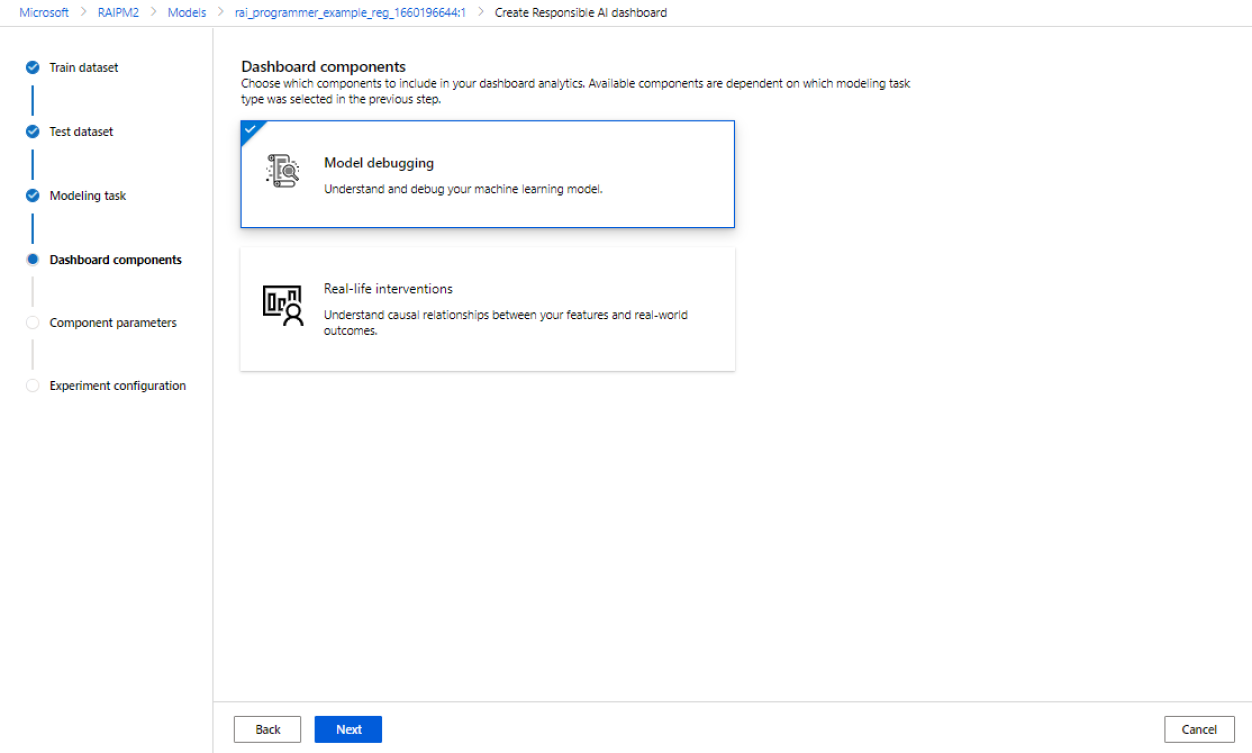 Microsoft > RAIPM2 > Models > rai_programmer_example_reg_1660196644:1 > Create Responsible AI dashboard
Train dataset
Test dataset
Modeling task
Dashboard components
Component parameters
Experiment configuration
Dashboard components
Choose which components to include in your dashboard analytics. Available components are dependent on which modeling task
type was selected in the previous step.
Model debugging
Understand and debug your machine learning model.
Real-life interventions
Understand causal relationships between your features and real-world
outcomes.
Back
Next
Cancel